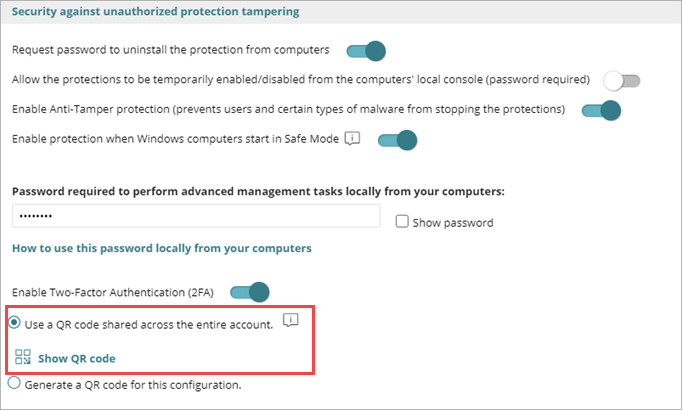 Security against unauthorized protection tampering
Request password to uninstall the protection from computers
Allow the protections to be temporarily enabled/disabled from the computers' local console (password required)
Enable Anti-Tamper protection (prevents users and certain types of malware from stopping the protections)
Enable protection when Windows computers start in Safe Mode
Password required to perform advanced management tasks locally from your computers:
••••••••
Show password
How to use this password locally from your computers
Enable Two-Factor Authentication (2FA)
Use a QR code shared across the entire account.
Show QR code
Generate a QR code for this configuration.